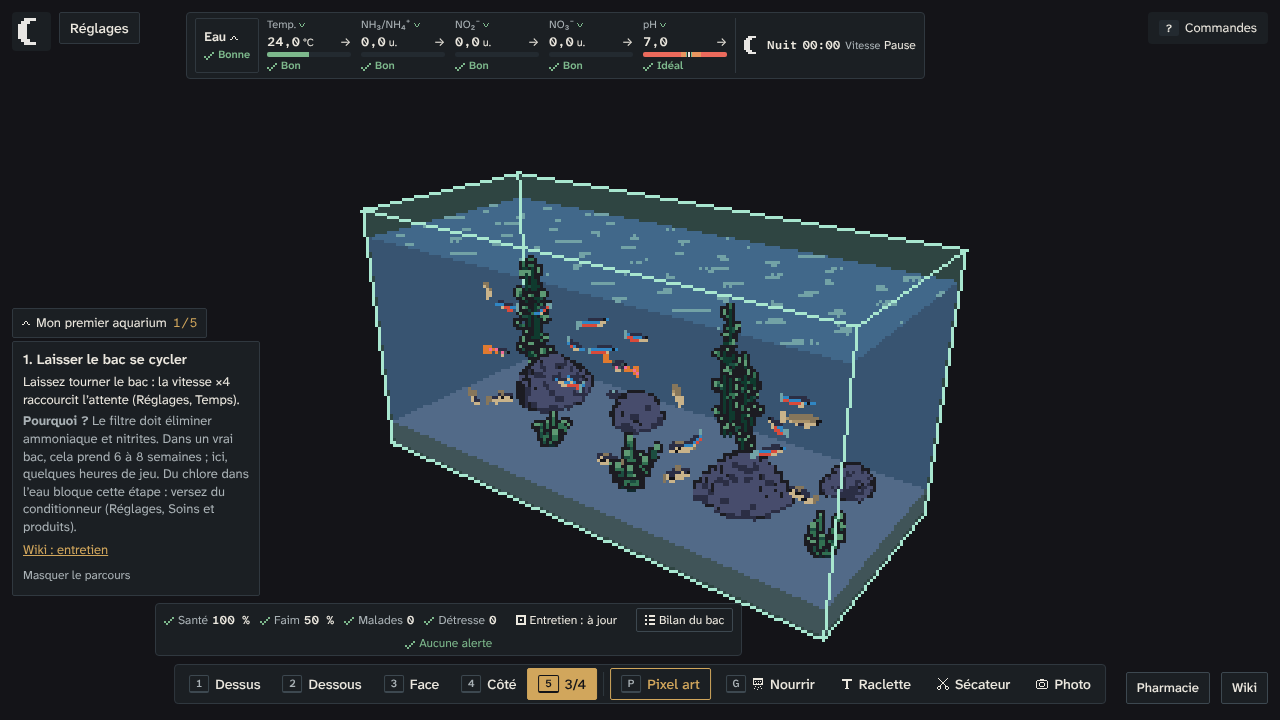 Réglages
Eau
Bonne
Temp.
24,0 °C
Bon
NH₃/NH₄⁺
0,0 u.
Bon
NO₂⁻
0,0 u.
Bon
NO₃⁻
0,0 u.
Bon
pH
7,0
Idéal
Nuit 00:00 Vitesse Pause
? Commandes
Mon premier aquarium 1/5
1. Laisser le bac se cycler
Laissez tourner le bac : la vitesse ×4
raccourcit l'attente (Réglages, Temps).
Pourquoi ? Le filtre doit éliminer
ammoniaque et nitrites. Dans un vrai
bac, cela prend 6 à 8 semaines ; ici,
quelques heures de jeu. Du chlore dans
l'eau bloque cette étape : versez du
conditionneur (Réglages, Soins et
produits).
Wiki : entretien
Masquer le parcours
Santé 100 % Faim 50 % Malades 0 Détresse 0 Entretien : à jour Bilan du bac
Aucune alerte
1 Dessus 2 Dessous 3 Face 4 Côté 5 3/4 P Pixel art G Nourrir Raclette Sécateur Photo
Pharmacie
Wiki